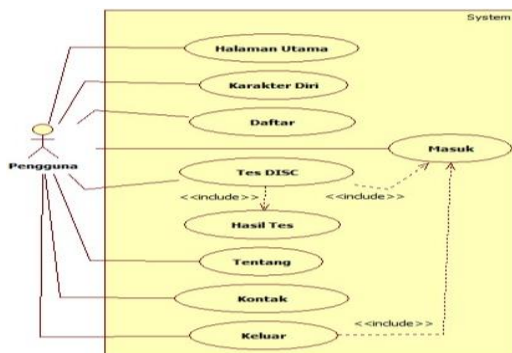 System
Halaman Utama
Karakter Diri
Daftar
Masuk
Pengguna
Tes DISC
<<include>>
<<include>>
Hasil Tes
Tentang
Kontak
<<include>>
Keluar